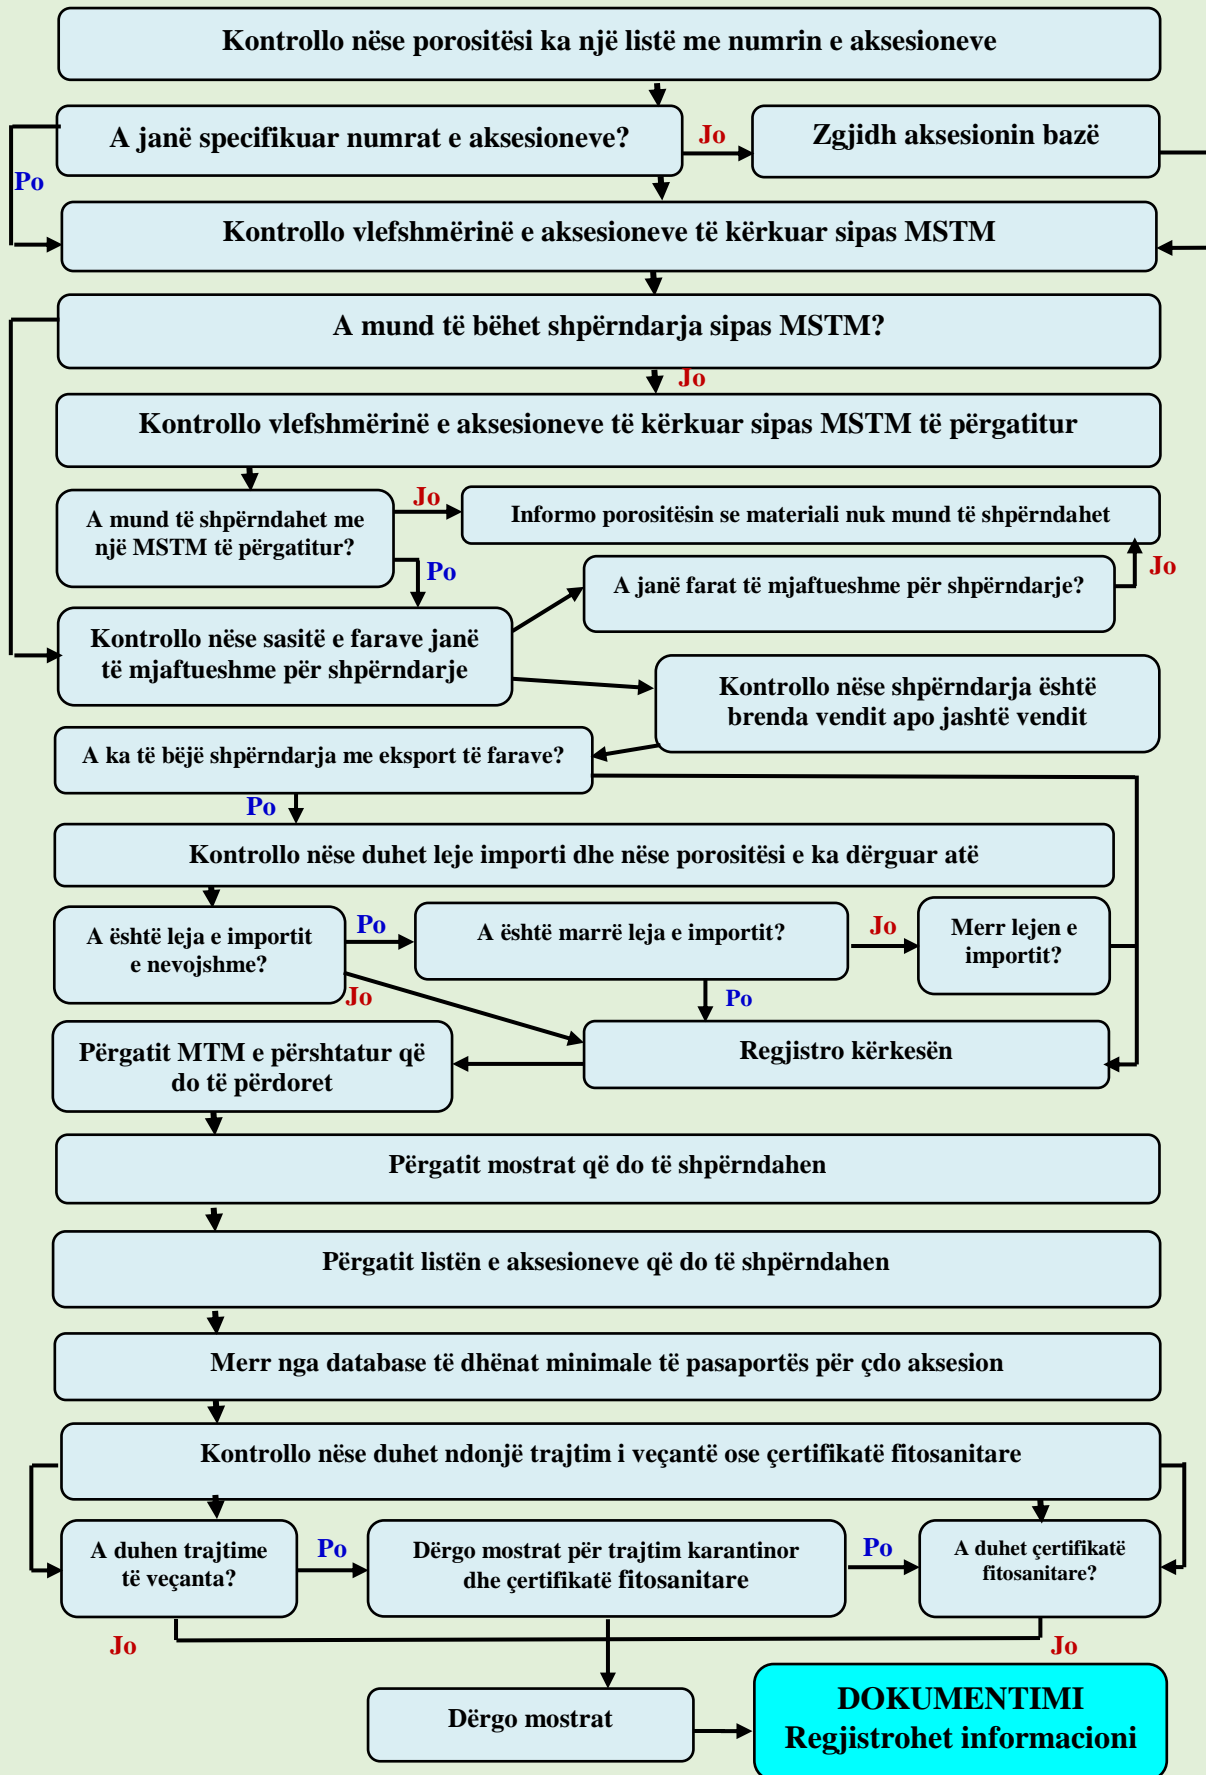 Kontrollo nëse porositësi ka një listë me numrin e aksesioneve
A janë specifikuar numrat e aksesioneve?
Jo
Zgjidh aksesionin bazë
Po
Kontrollo vlefshmërinë e aksesioneve të kërkuar sipas MSTM
A mund të bëhet shpërndarja sipas MSTM?
Jo
Kontrollo vlefshmërinë e aksesioneve të kërkuar sipas MSTM të përgatitur
A mund të shpërndahet me
një MSTM të përgatitur?
Jo
Informo porositësin se materiali nuk mund të shpërndahet
Po
A janë farat të mjaftueshme për shpërndarje?
Jo
Kontrollo nëse sasitë e farave janë
të mjaftueshme për shpërndarje
Kontrollo nëse shpërndarja është
brenda vendit apo jashtë vendit
A ka të bëjë shpërndarja me eksport të farave?
Po
Kontrollo nëse duhet leje importi dhe nëse porositësi e ka dërguar atë
A është leja e importit
e nevojshme?
Po
A është marrë leja e importit?
Jo
Merr lejen e
importit?
Jo
Po
Përgatit MTM e përshtatur që
do të përdoret
Regjistro kërkesën
Përgatit mostrat që do të shpërndahen
Përgatit listën e aksesioneve që do të shpërndahen
Merr nga database të dhënat minimale të pasaportës për çdo aksesion
Kontrollo nëse duhet ndonjë trajtim i veçantë ose çertifikatë fitosanitare
A duhen trajtime
të veçanta?
Po
Dërgo mostrat për trajtim karantinor
dhe çertifikatë fitosanitare
Po
A duhet çertifikatë
fitosanitare?
Jo
Jo
Dërgo mostrat
DOKUMENTIMI
Regjistrohet informacioni